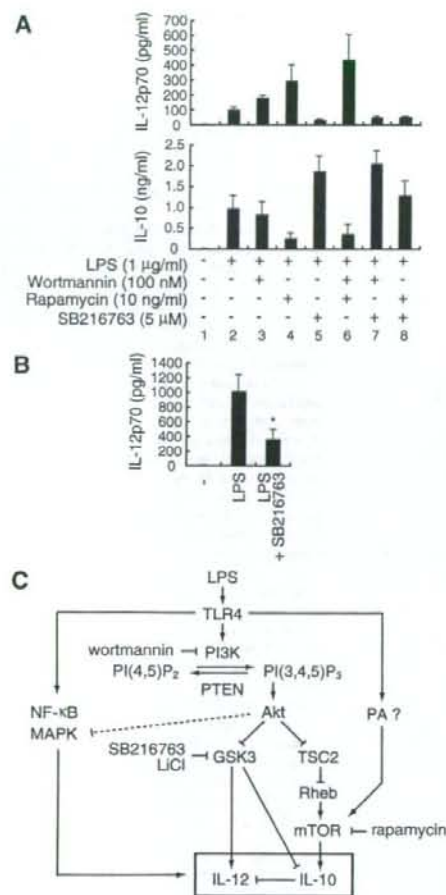 A
IL-12p70 (pg/ml)
700
600
500
400
300
200
100
0
IL-10 (ng/ml)
2.5
2.0
1.5
1.0
0.5
0
LPS (1 µg/ml) - + + + + + + +
Wortmannin (100 nM) - - + - - + + -
Rapamycin (10 ng/ml) - - - + - + - +
SB216763 (5 µM) - - - - + - + +
1 2 3 4 5 6 7 8
B
IL-12p70 (pg/ml)
1400
1200
1000
800
600
400
200
0
*
-
LPS
LPS
+ SB216763
C
LPS
TLR4
wortmannin PI3K
PI(4,5)P₂ PI(3,4,5)P₃
PTEN
NF-κB Akt PA ?
MAPK
SB216763 GSK3 TSC2
LiCl
Rheb
mTOR rapamycin
IL-12 IL-10